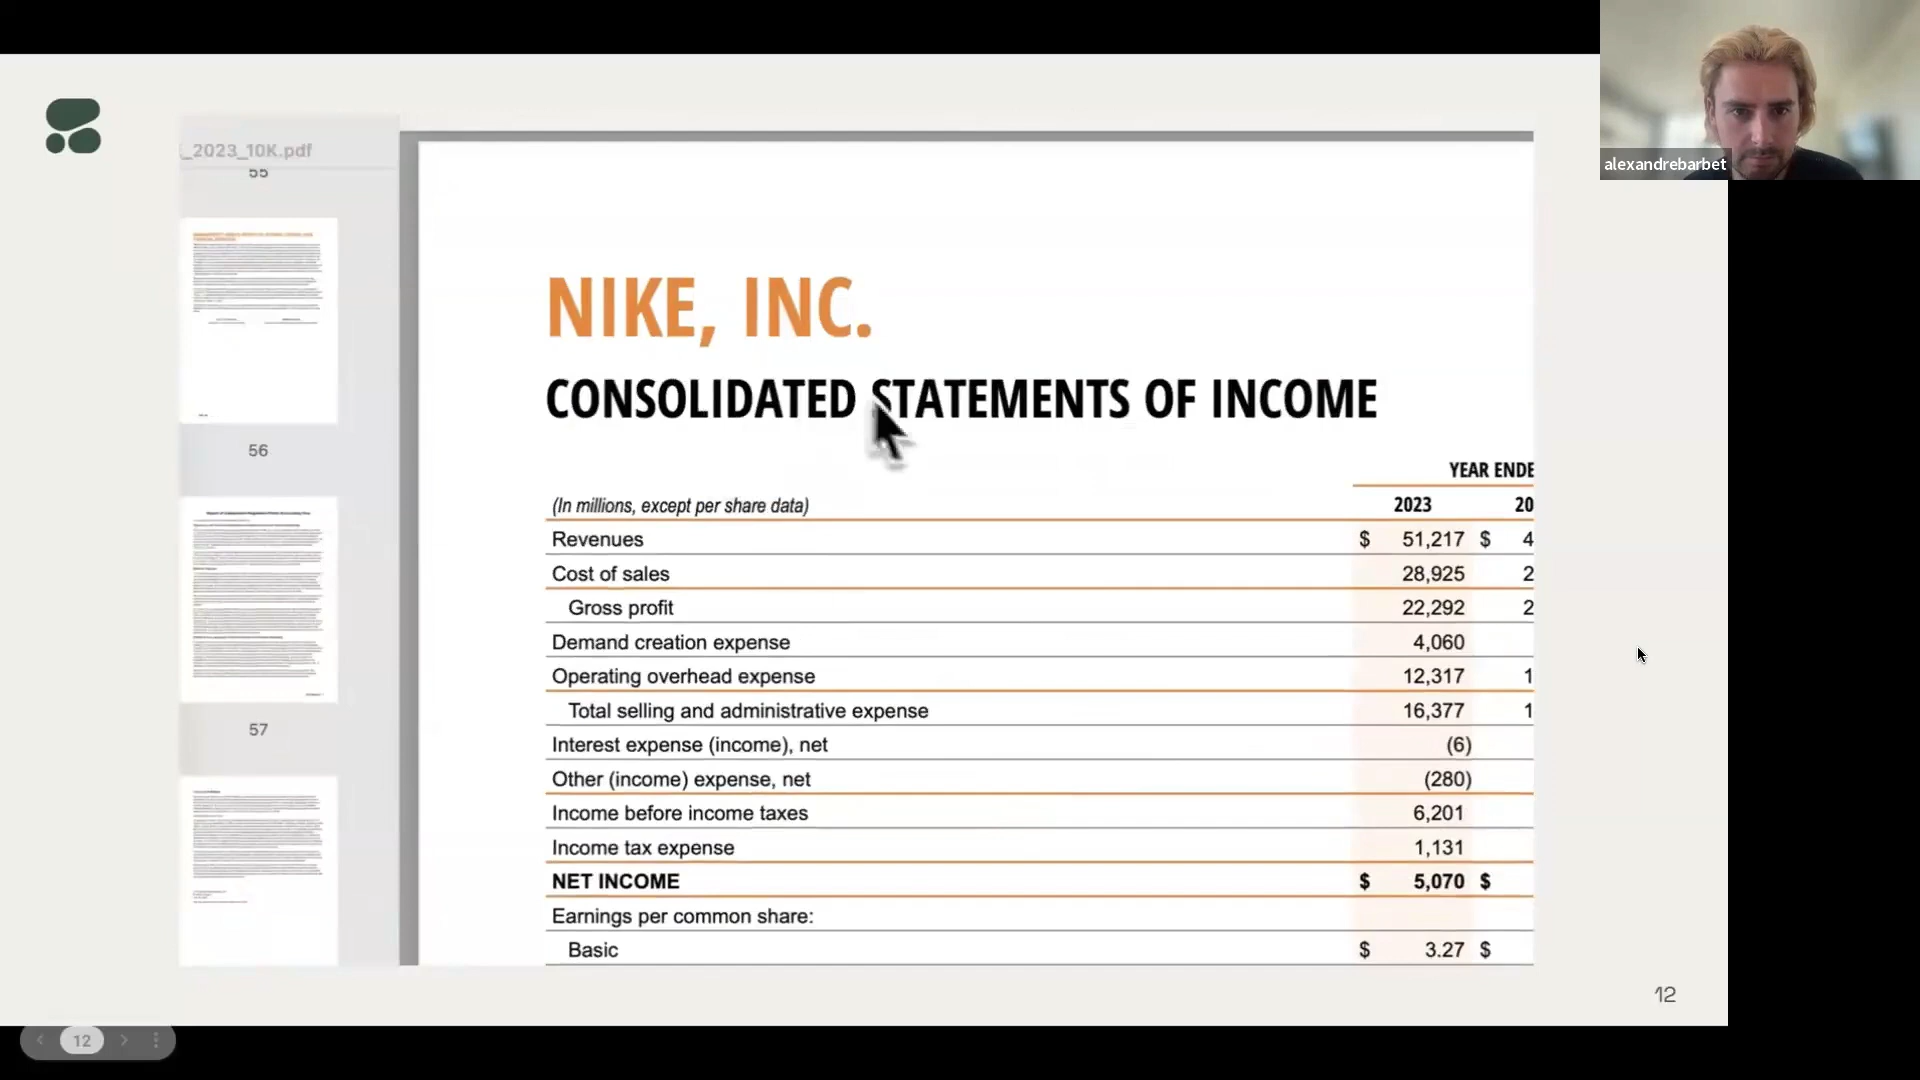 alexandrebarbet
_2023_10K.pdf
55
56
57
NIKE, INC.
CONSOLIDATED STATEMENTS OF INCOME
YEAR ENDE
(In millions, except per share data) 2023 20
Revenues $ 51,217 $ 4
Cost of sales 28,925 2
Gross profit 22,292 2
Demand creation expense 4,060
Operating overhead expense 12,317 1
Total selling and administrative expense 16,377 1
Interest expense (income), net (6)
Other (income) expense, net (280)
Income before income taxes 6,201
Income tax expense 1,131
NET INCOME $ 5,070 $
Earnings per common share:
Basic $ 3.27 $
12
12